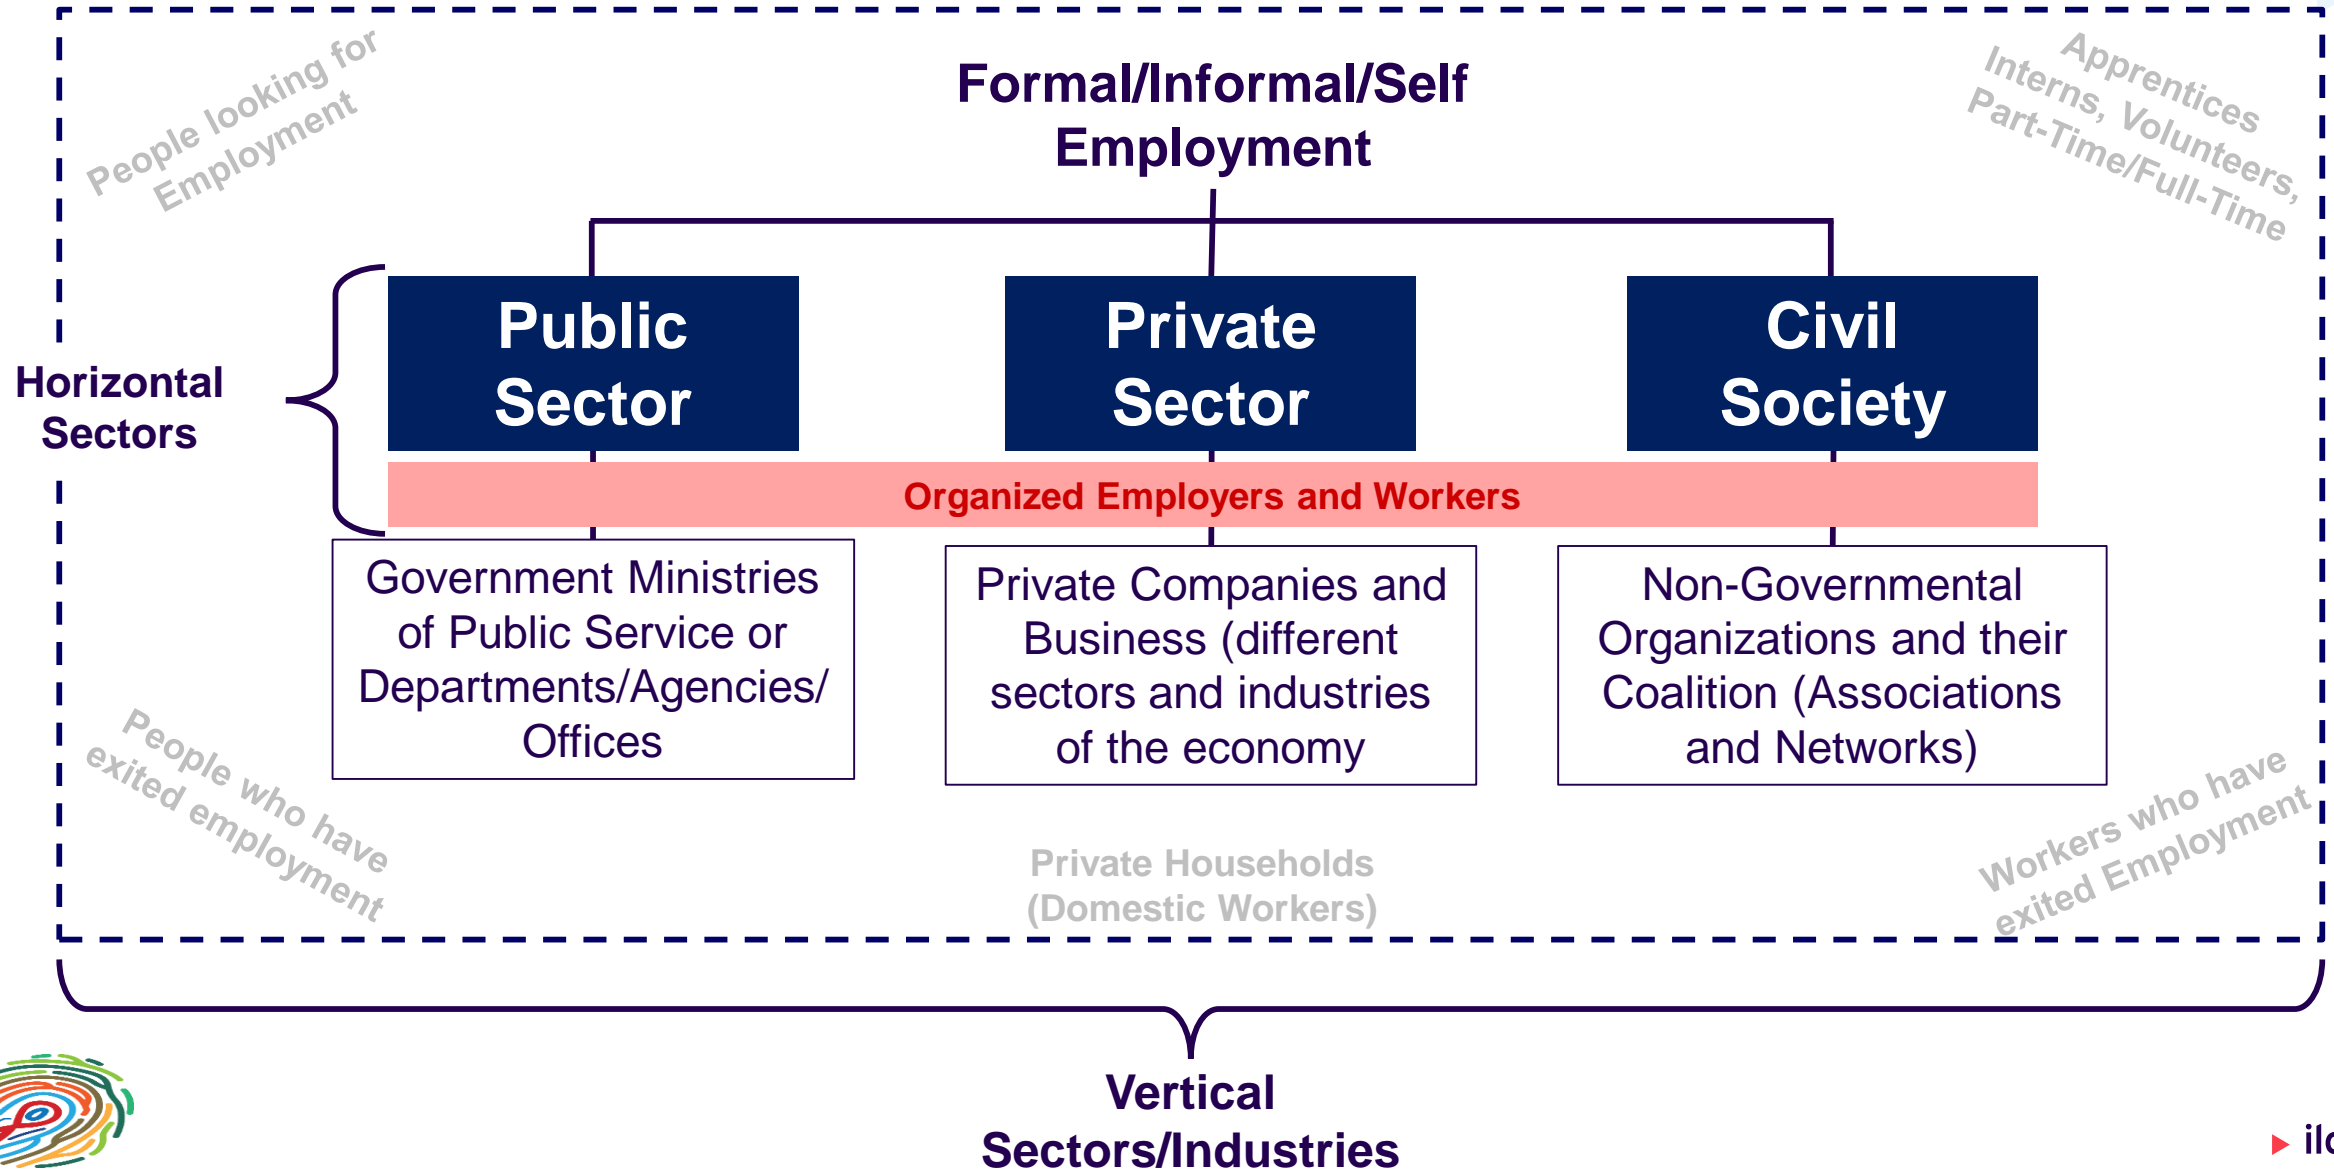 People looking for
Employment
Formal/Informal/Self
Employment
Apprentices
Interns, Volunteers,
Part-Time/Full-Time
Horizontal
Sectors
Public
Sector
Private
Sector
Civil
Society
Organized Employers and Workers
Government Ministries
of Public Service or
Departments/Agencies/
Offices
Private Companies and
Business (different
sectors and industries
of the economy
Non-Governmental
Organizations and their
Coalition (Associations
and Networks)
People who have
exited employment
Private Households
(Domestic Workers)
Workers who have
exited Employment
Vertical
Sectors/Industries